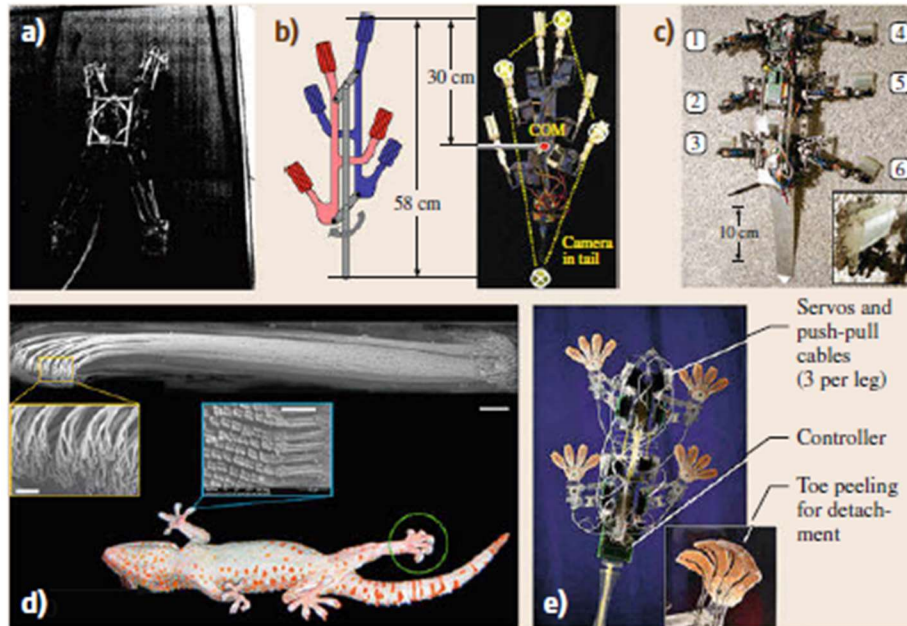 a)
b)
30 cm
58 cm
COM
Camera
in tail
c)
1
2
3
4
5
6
10 cm
d)
e)
Servos and
push-pull
cables
(3 per leg)
Controller
Toe peeling
for detach-
ment